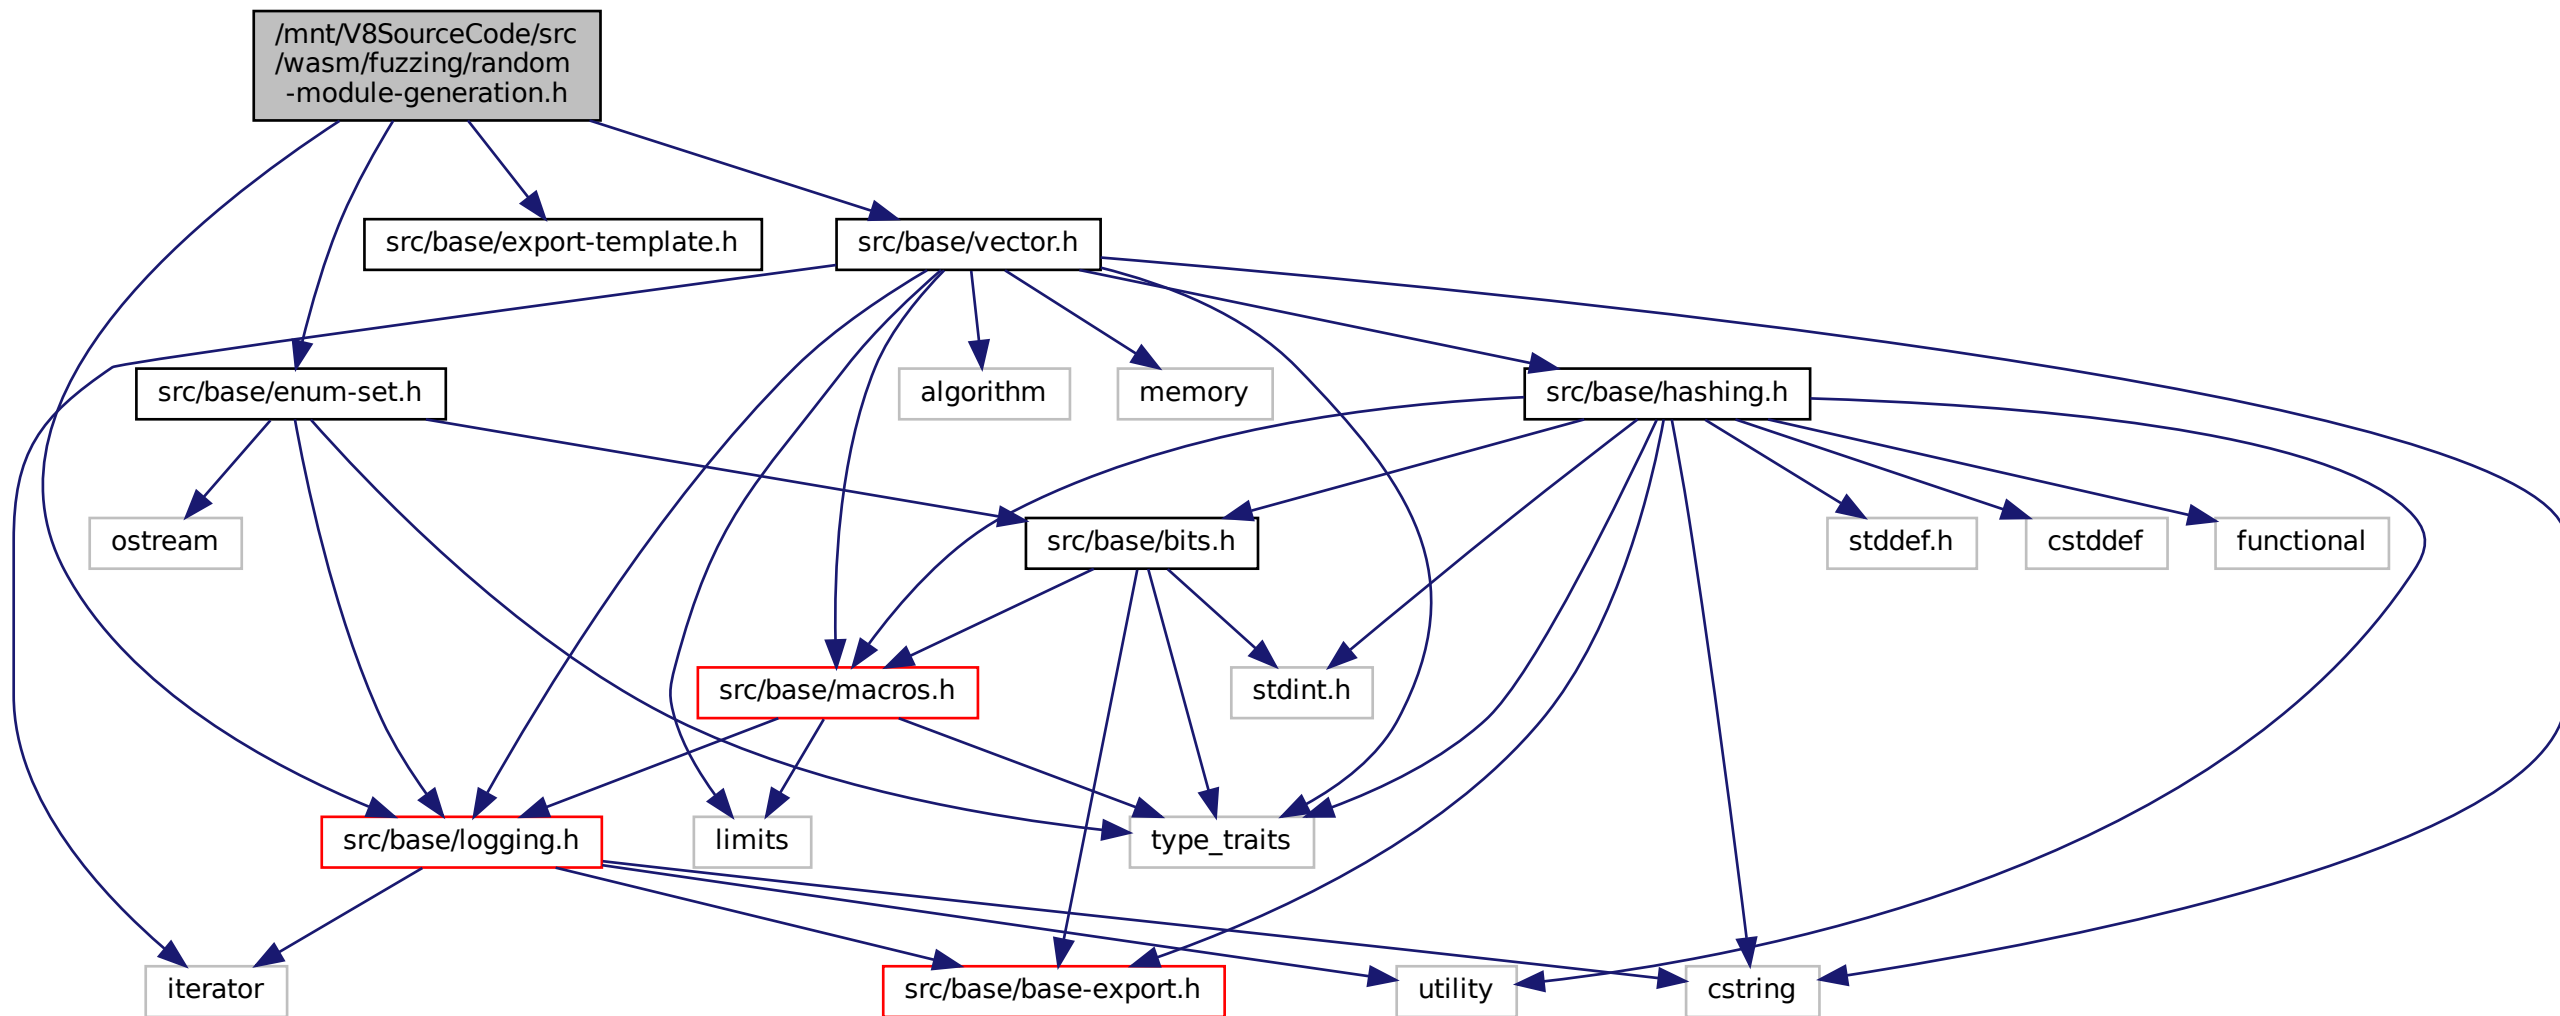 /mnt/V8SourceCode/src
/wasm/fuzzing/random
-module-generation.h
src/base/export-template.h
src/base/vector.h
src/base/enum-set.h
algorithm
memory
src/base/hashing.h
ostream
src/base/bits.h
stddef.h
cstddef
functional
src/base/macros.h
stdint.h
src/base/logging.h
limits
type_traits
iterator
src/base/base-export.h
utility
cstring